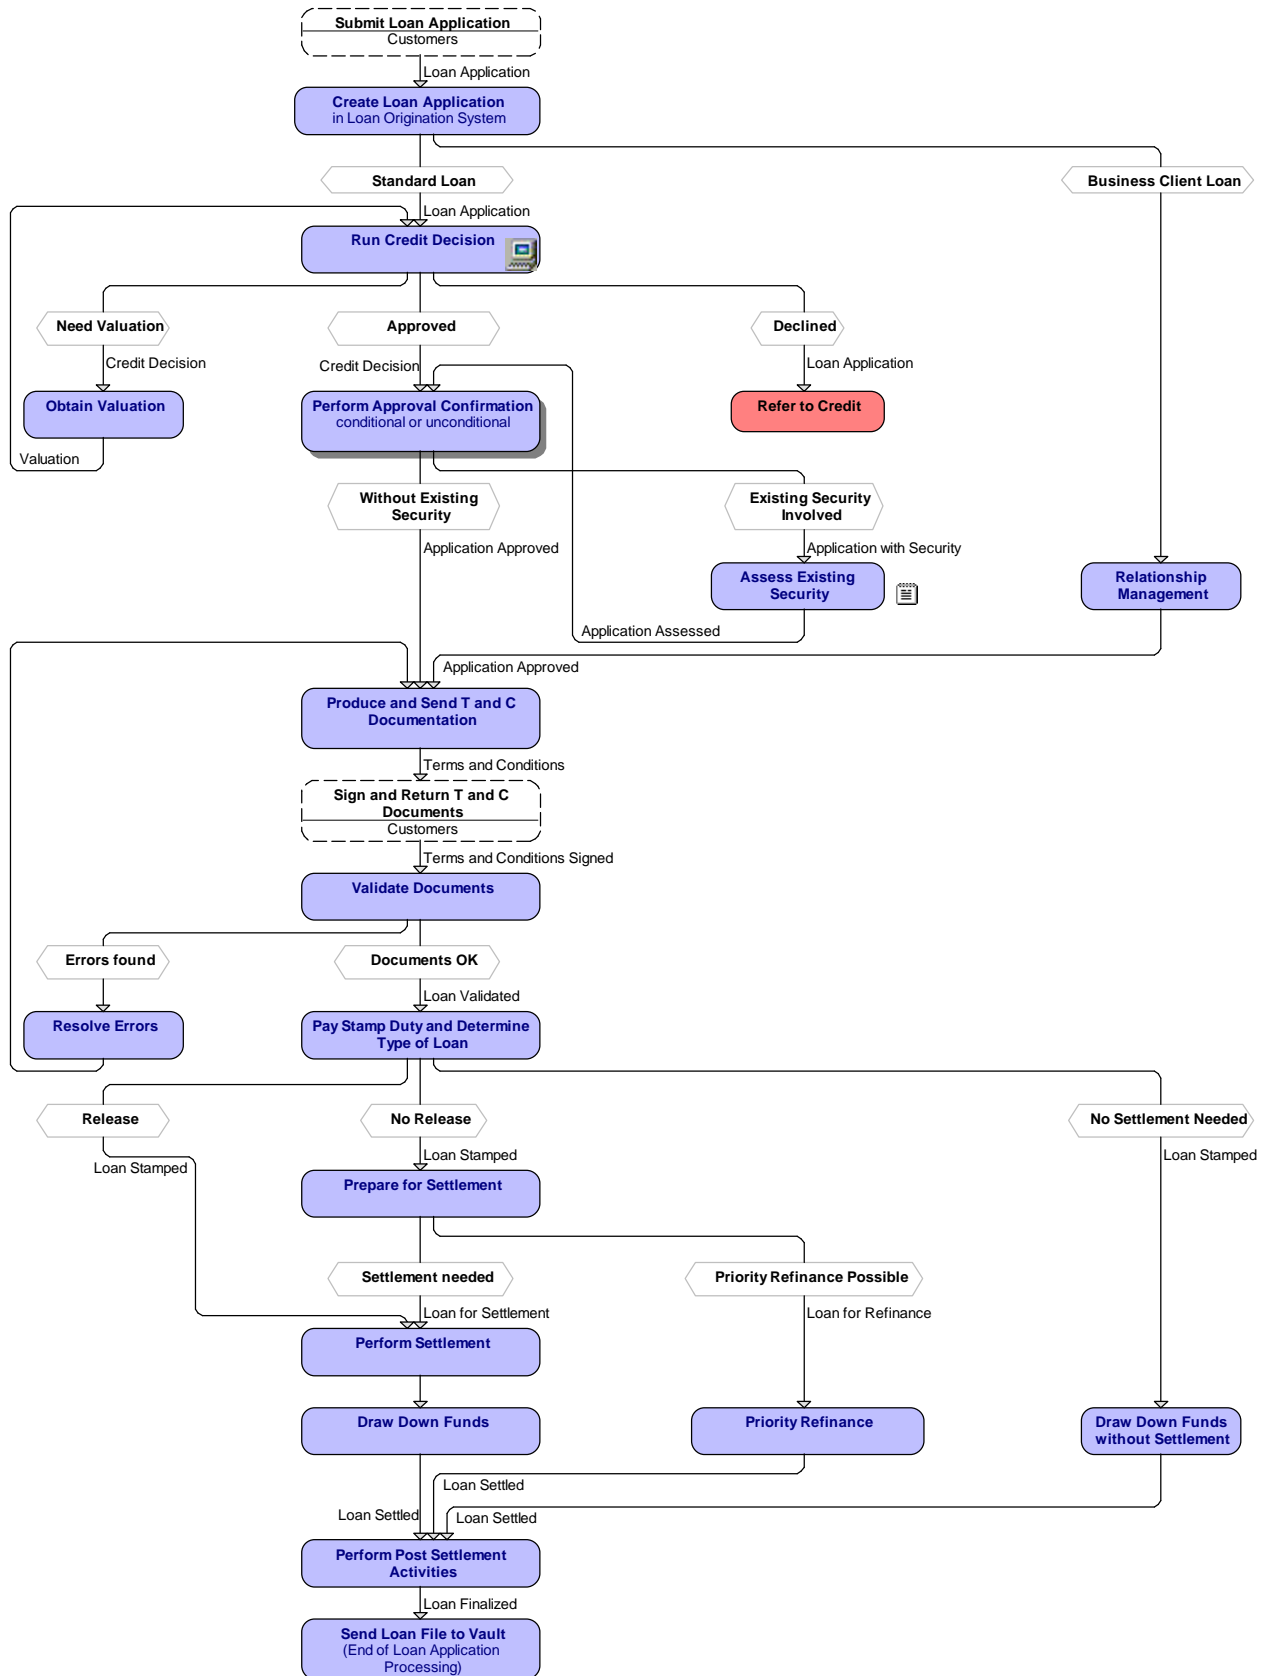 Submit Loan Application
Customers
Loan Application
Create Loan Application
in Loan Origination System
Standard Loan
Business Client Loan
Loan Application
Run Credit Decision
Need Valuation
Approved
Declined
Credit Decision
Credit Decision
Loan Application
Obtain Valuation
Perform Approval Confirmation
conditional or unconditional
Refer to Credit
Valuation
Without Existing
Security
Existing Security
Involved
Application Approved
Application with Security
Assess Existing
Security
Relationship
Management
Application Assessed
Application Approved
Produce and Send T and C
Documentation
Terms and Conditions
Sign and Return T and C
Documents
Customers
Terms and Conditions Signed
Validate Documents
Errors found
Documents OK
Loan Validated
Resolve Errors
Pay Stamp Duty and Determine
Type of Loan
Release
No Release
No Settlement Needed
Loan Stamped
Loan Stamped
Loan Stamped
Prepare for Settlement
Settlement needed
Priority Refinance Possible
Loan for Settlement
Loan for Refinance
Perform Settlement
Draw Down Funds
Priority Refinance
Draw Down Funds
without Settlement
Loan Settled
Loan Settled
Loan Settled
Perform Post Settlement
Activities
Loan Finalized
Send Loan File to Vault
(End of Loan Application
Processing)